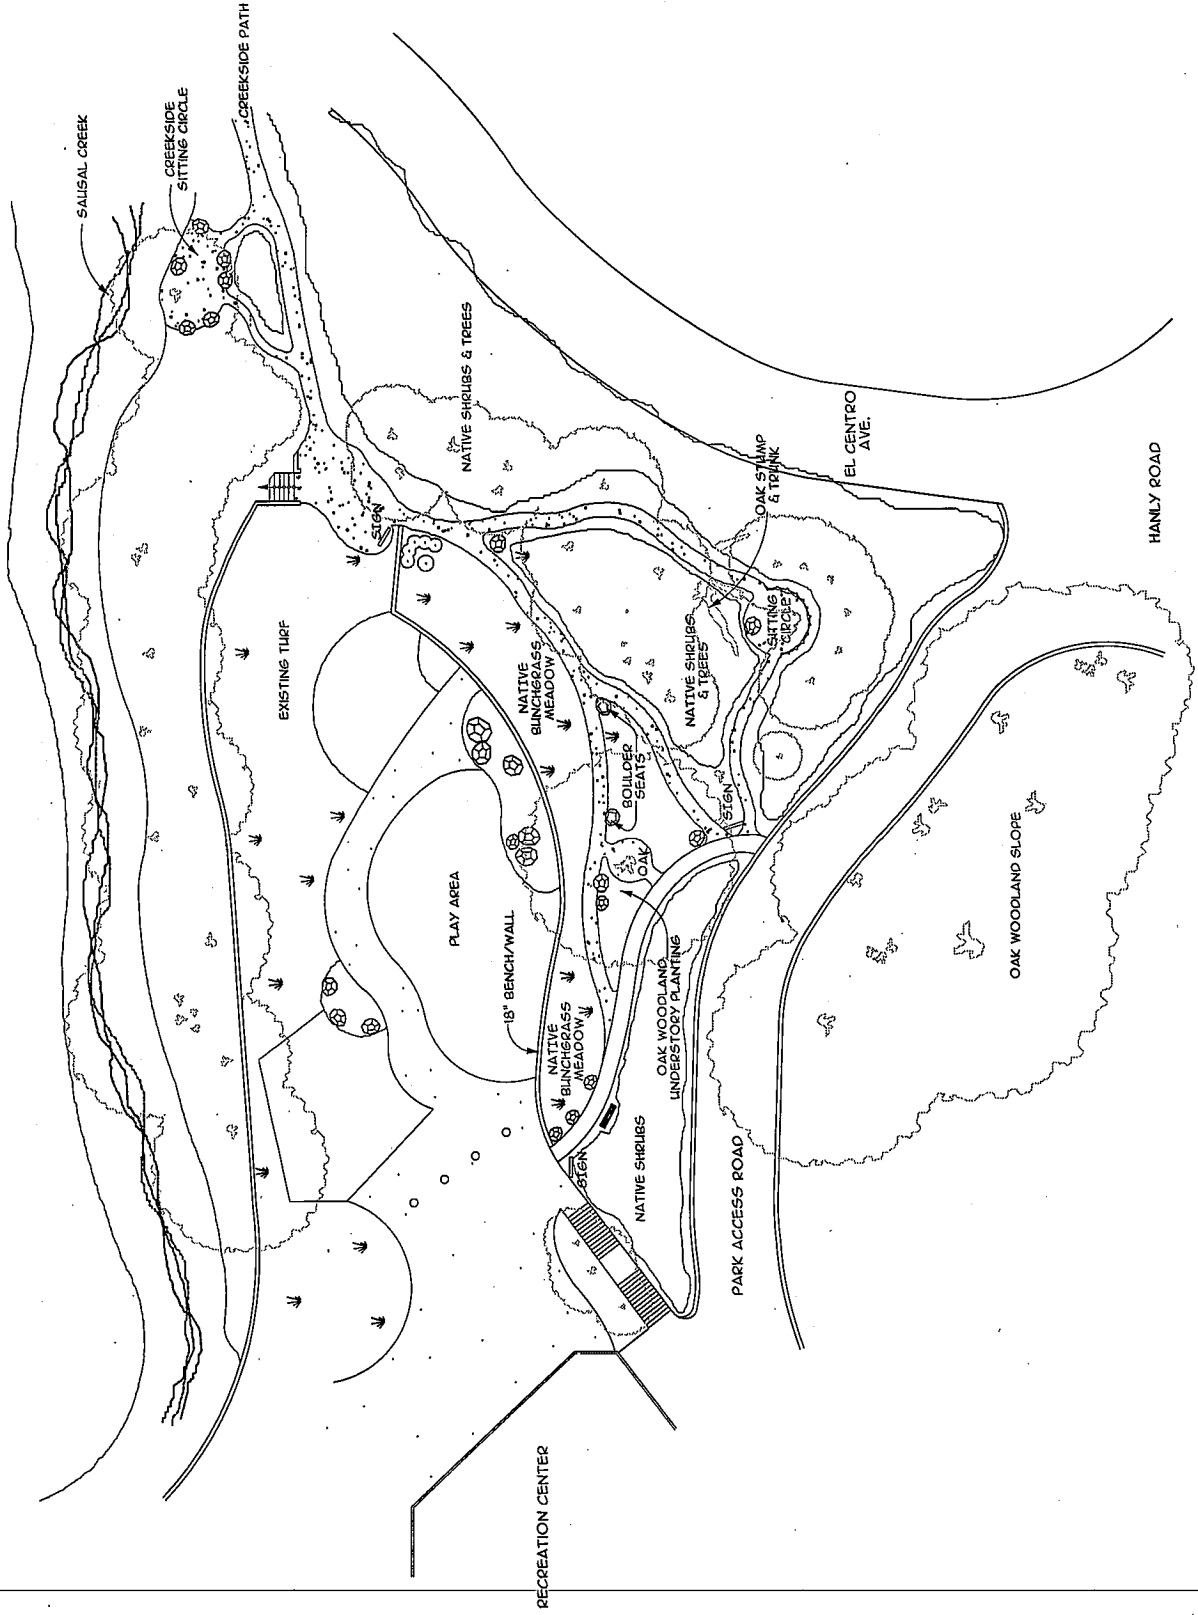 SAUSAL CREEK
CREEKSIDE
SITTING CIRCLE
CREEKSIDE PATH
EXISTING TURF
SIGN
NATIVE SHRUBS & TREES
OAK STUMP
& TRUNK
EL CENTRO
AVE.
HANLY ROAD
NATIVE
BUNCHGRASS
MEADOW
NATIVE SHRUBS
& TREES
SITTING
CIRCLE
BOULDER
SEATS
SIGN
OAK
PLAY AREA
18" BENCH/WALL
OAK WOODLAND
UNDERSTORY PLANTING
OAK WOODLAND SLOPE
NATIVE
BUNCHGRASS
MEADOW
SIGN
NATIVE SHRUBS
PARK ACCESS ROAD
RECREATION CENTER